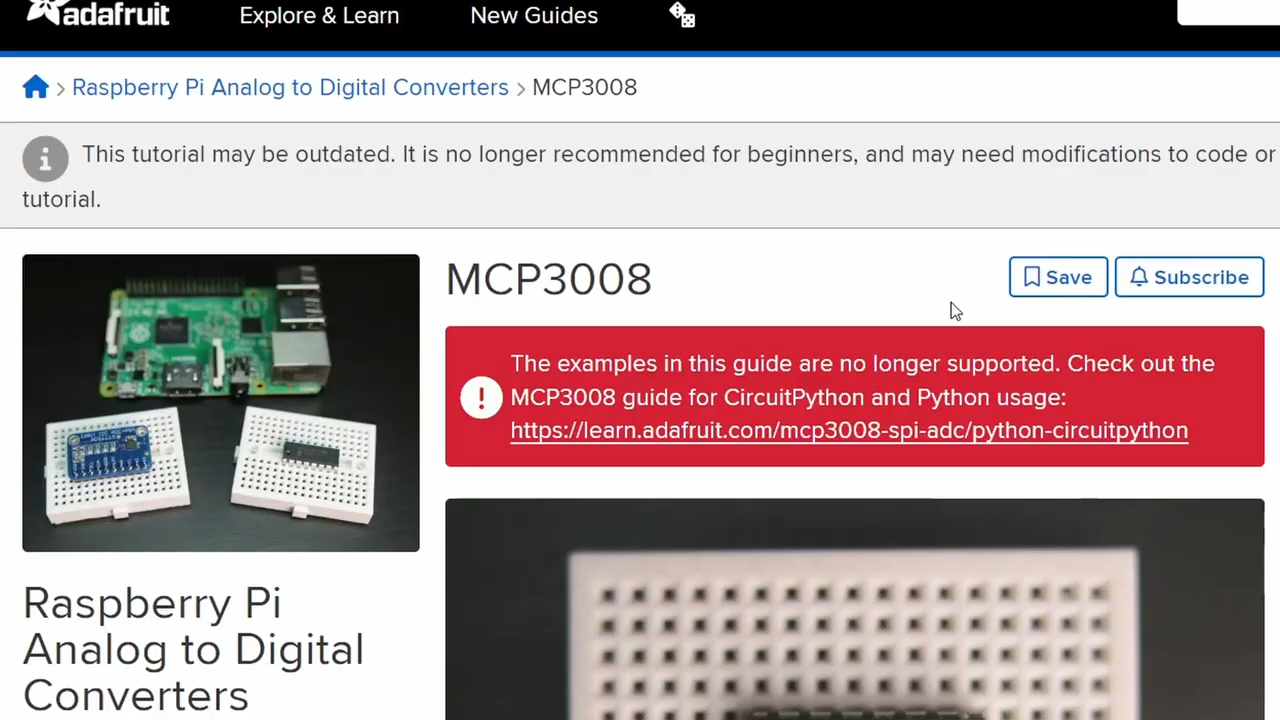 adafruit Explore & Learn New Guides
Raspberry Pi Analog to Digital Converters > MCP3008
This tutorial may be outdated. It is no longer recommended for beginners, and may need modifications to code or
tutorial.
MCP3008
Save Subscribe
The examples in this guide are no longer supported. Check out the
MCP3008 guide for CircuitPython and Python usage:
https://learn.adafruit.com/mcp3008-spi-adc/python-circuitpython
Raspberry Pi
Analog to Digital
Converters